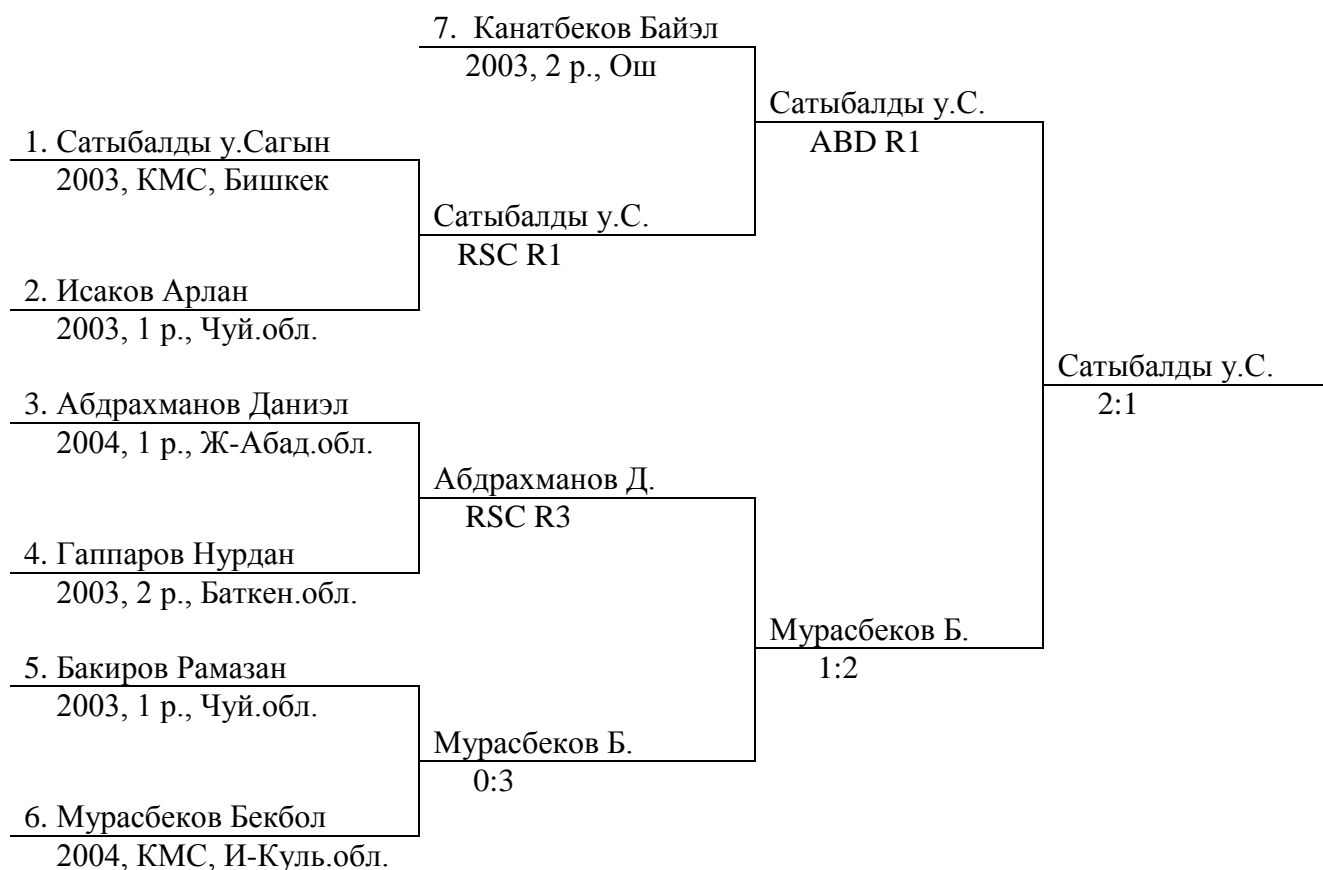 7. Канатбеков Байэл
2003, 2 р., Ош
Сатыбалды у.С.
ABD R1
1. Сатыбалды у.Сагын
2003, КМС, Бишкек
Сатыбалды у.С.
RSC R1
2. Исаков Арлан
2003, 1 р., Чуй.обл.
Сатыбалды у.С.
2:1
3. Абдрахманов Даниэл
2004, 1 р., Ж-Абад.обл.
Абдрахманов Д.
RSC R3
4. Гаппаров Нурдан
2003, 2 р., Баткен.обл.
Мурасбеков Б.
1:2
5. Бакиров Рамазан
2003, 1 р., Чуй.обл.
Мурасбеков Б.
0:3
6. Мурасбеков Бекбол
2004, КМС, И-Куль.обл.